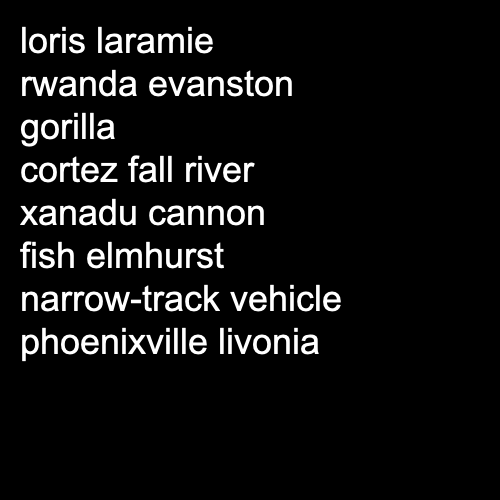 loris laramie
rwanda evanston
gorilla
cortez fall river
xanadu cannon
fish elmhurst
narrow-track vehicle
phoenixville livonia